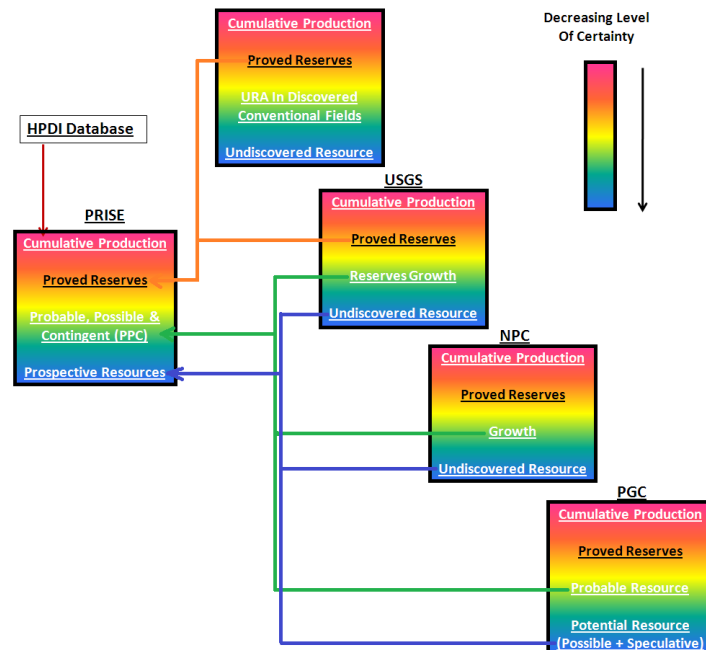 Cumulative Production
Proved Reserves
URA In Discovered
Conventional Fields
Undiscovered Resource
Decreasing Level
Of Certainty
HPDI Database
PRISE
Cumulative Production
Proved Reserves
Probable, Possible &
Contingent (PPC)
Prospective Resources
USGS
Cumulative Production
Proved Reserves
Reserves Growth
Undiscovered Resource
NPC
Cumulative Production
Proved Reserves
Growth
Undiscovered Resource
PGC
Cumulative Production
Proved Reserves
Probable Resource
Potential Resource
(Possible + Speculative)